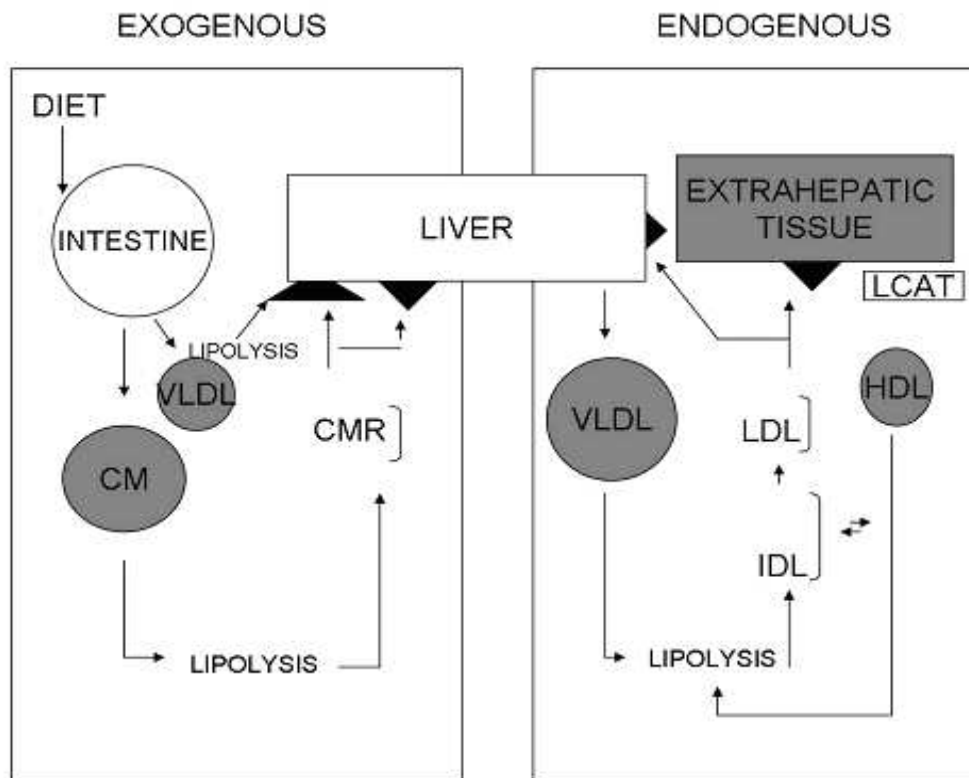 EXOGENOUS
ENDOGENOUS
DIET
INTESTINE
LIVER
EXTRAHEPATIC
TISSUE
LCAT
LIPOLYSIS
VLDL
CM
CMR
LIPOLYSIS
VLDL
LDL
HDL
IDL
LIPOLYSIS